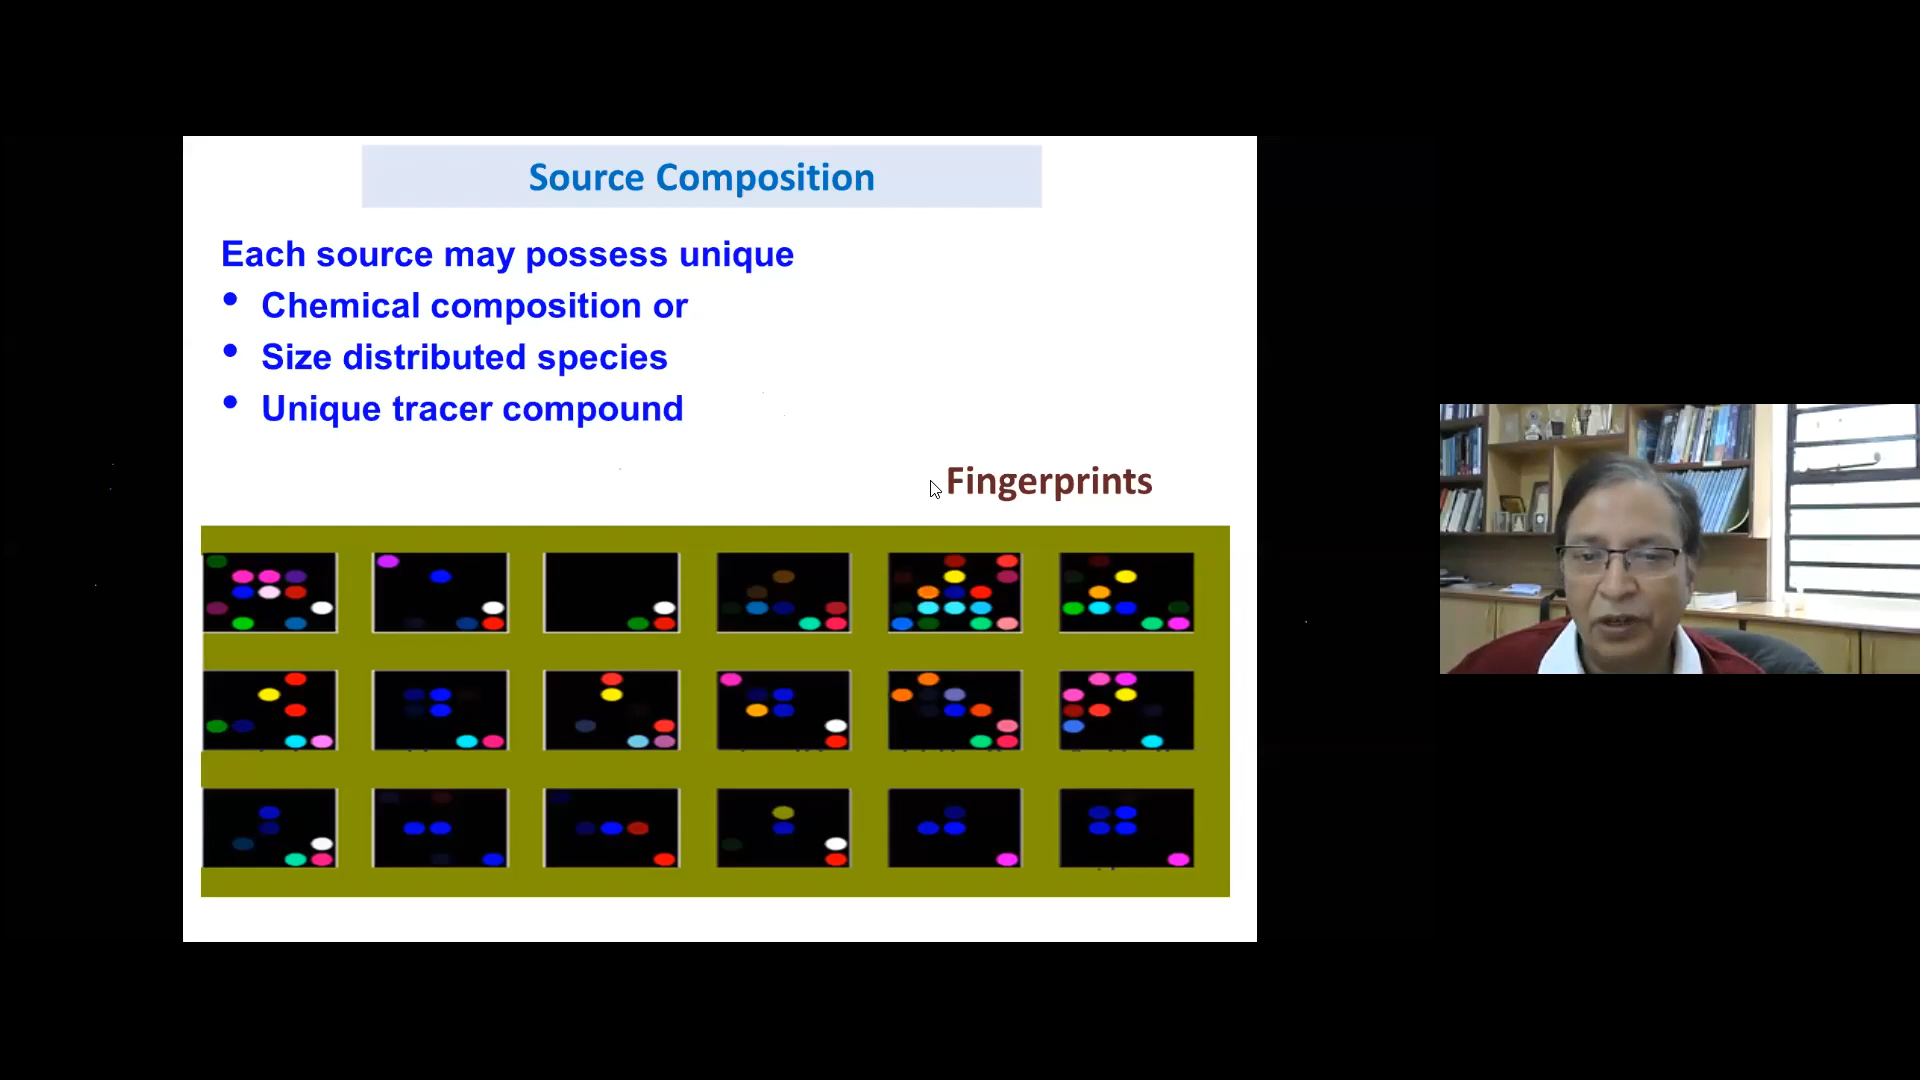 Source Composition
Each source may possess unique
• Chemical composition or
• Size distributed species
• Unique tracer compound
Fingerprints